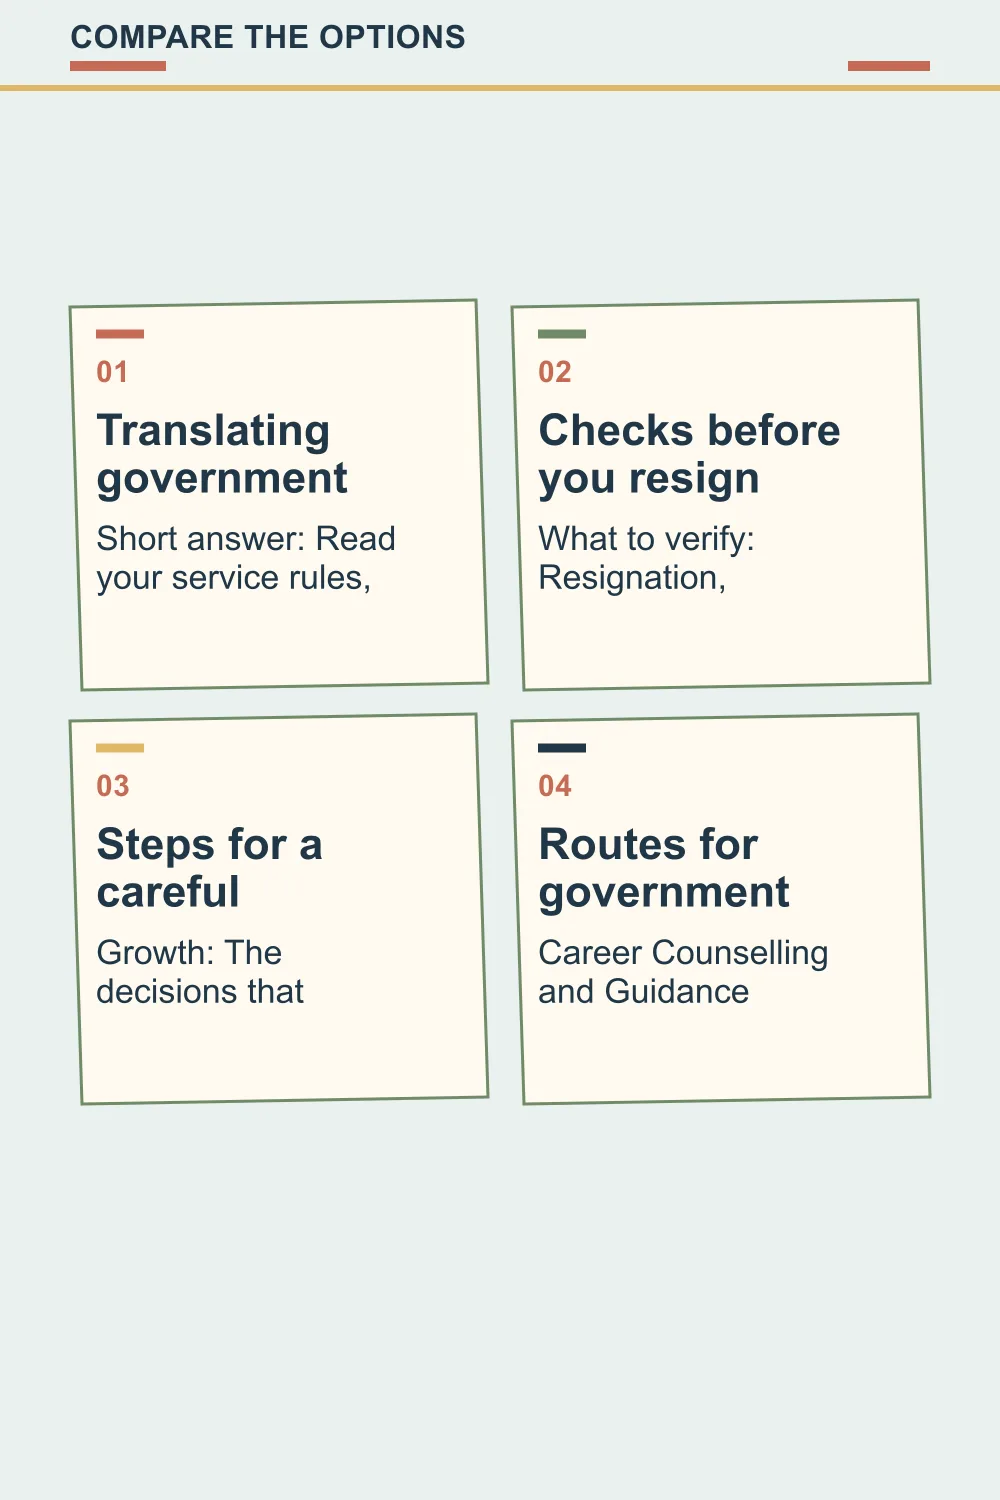 COMPARE THE OPTIONS
01
Translating
government
Short answer: Read
your service rules,
02
Checks before
you resign
What to verify:
Resignation,
03
Steps for a
careful
Growth: The
decisions that
04
Routes for
government
Career Counselling
and Guidance